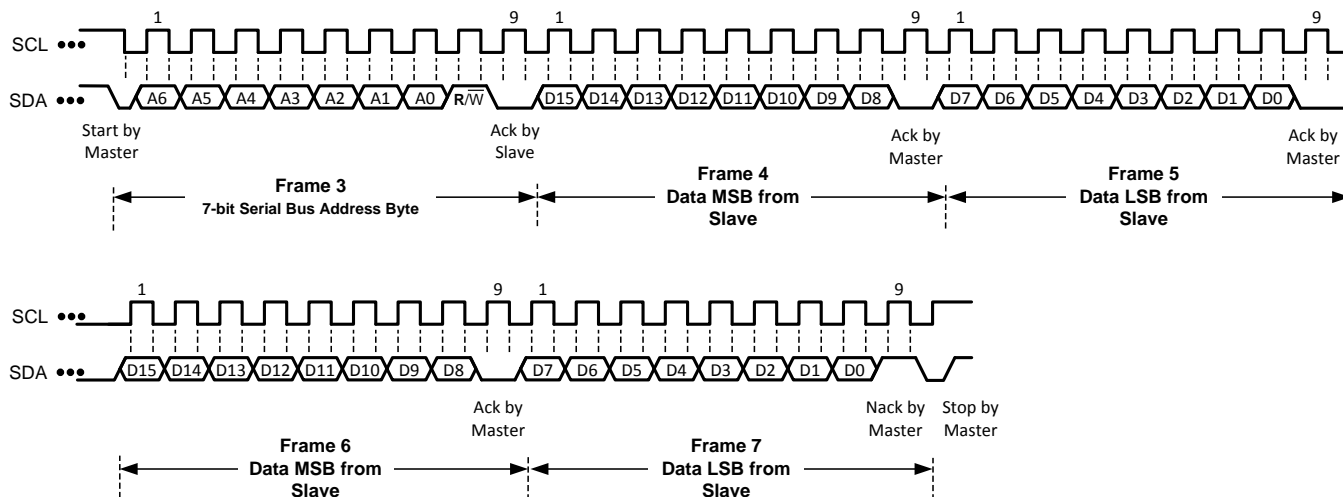 1 9 1 9 1 9
SCL •••
SDA ••• A6 A5 A4 A3 A2 A1 A0 R/W̅ D15 D14 D13 D12 D11 D10 D9 D8 D7 D6 D5 D4 D3 D2 D1 D0
Start by
Master
Ack by
Slave
Ack by
Master
Ack by
Master
Frame 3
7-bit Serial Bus Address Byte
Frame 4
Data MSB from
Slave
Frame 5
Data LSB from
Slave
1 9 1 9
SCL •••
SDA ••• D15 D14 D13 D12 D11 D10 D9 D8 D7 D6 D5 D4 D3 D2 D1 D0
Ack by
Master
Nack by
Master
Stop by
Master
Frame 6
Data MSB from
Slave
Frame 7
Data LSB from
Slave